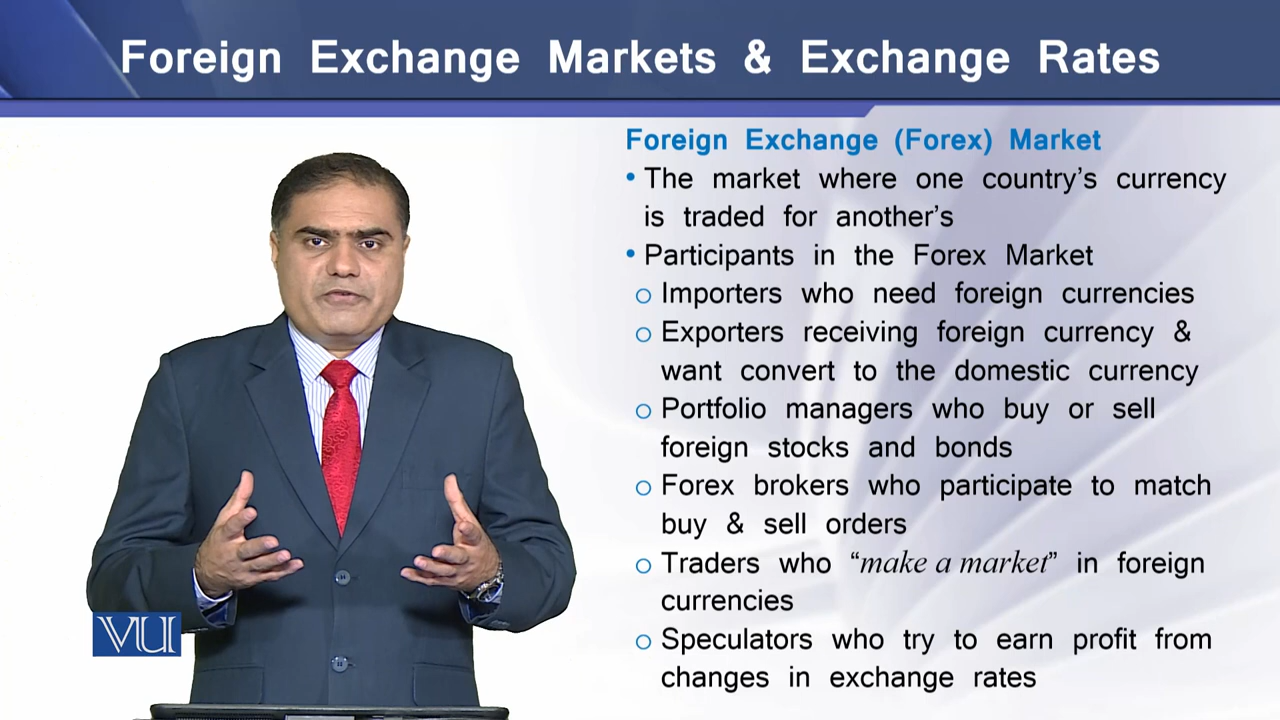 Foreign Exchange Markets & Exchange Rates
Foreign Exchange (Forex) Market
• The market where one country's currency
is traded for another's
• Participants in the Forex Market
o Importers who need foreign currencies
o Exporters receiving foreign currency &
want convert to the domestic currency
o Portfolio managers who buy or sell
foreign stocks and bonds
o Forex brokers who participate to match
buy & sell orders
o Traders who “make a market” in foreign
currencies
o Speculators who try to earn profit from
changes in exchange rates
VU